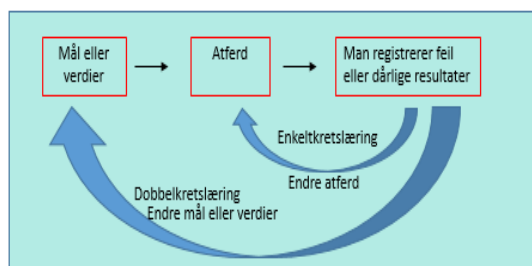 Mål eller
verdier
Atferd
Man registrerer feil
eller dårlige resultater
Enkeltkretslæring
Endre atferd
Dobbelkretslæring
Endre mål eller verdier